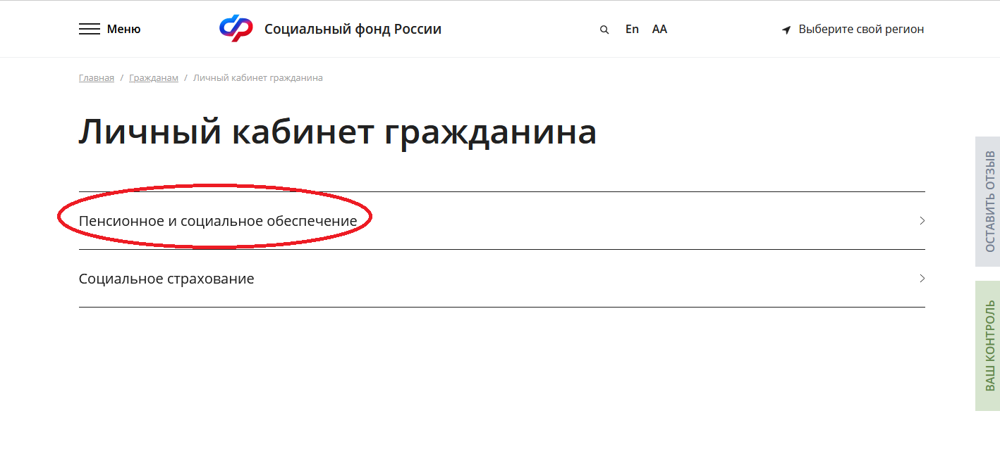 Меню
Социальный фонд России
En
AA
Выберите свой регион
Главная / Гражданам / Личный кабинет гражданина
Личный кабинет гражданина
Пенсионное и социальное обеспечение
Социальное страхование
ОСТАВИТЬ ОТЗЫВ
ВАШ КОНТРОЛЬ